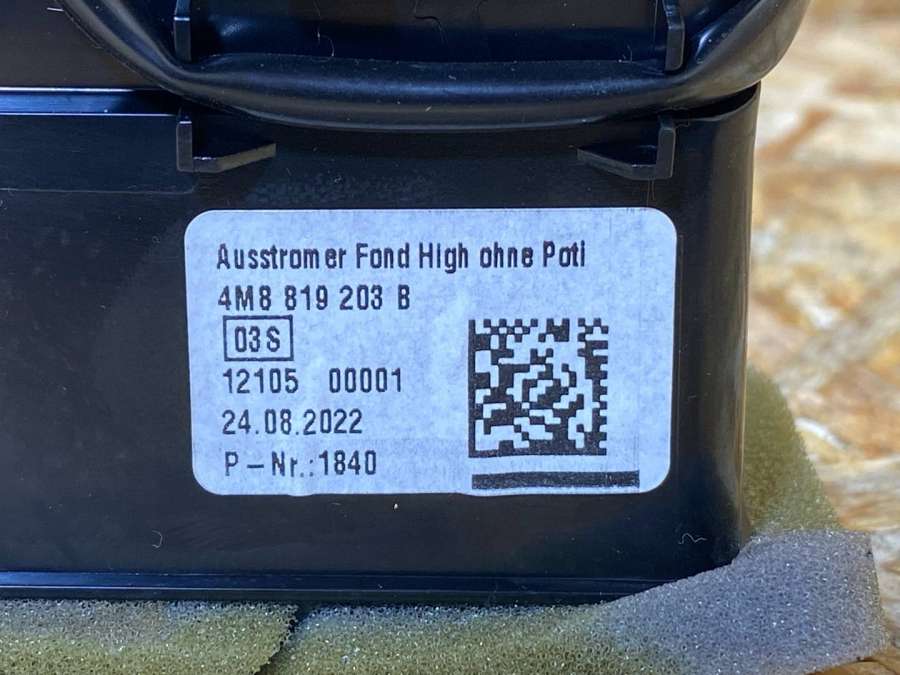 Ausstromer Fond High ohne Poti
4M8 819 203 B
03S
12105 00001
24.08.2022
P-Nr.:1840